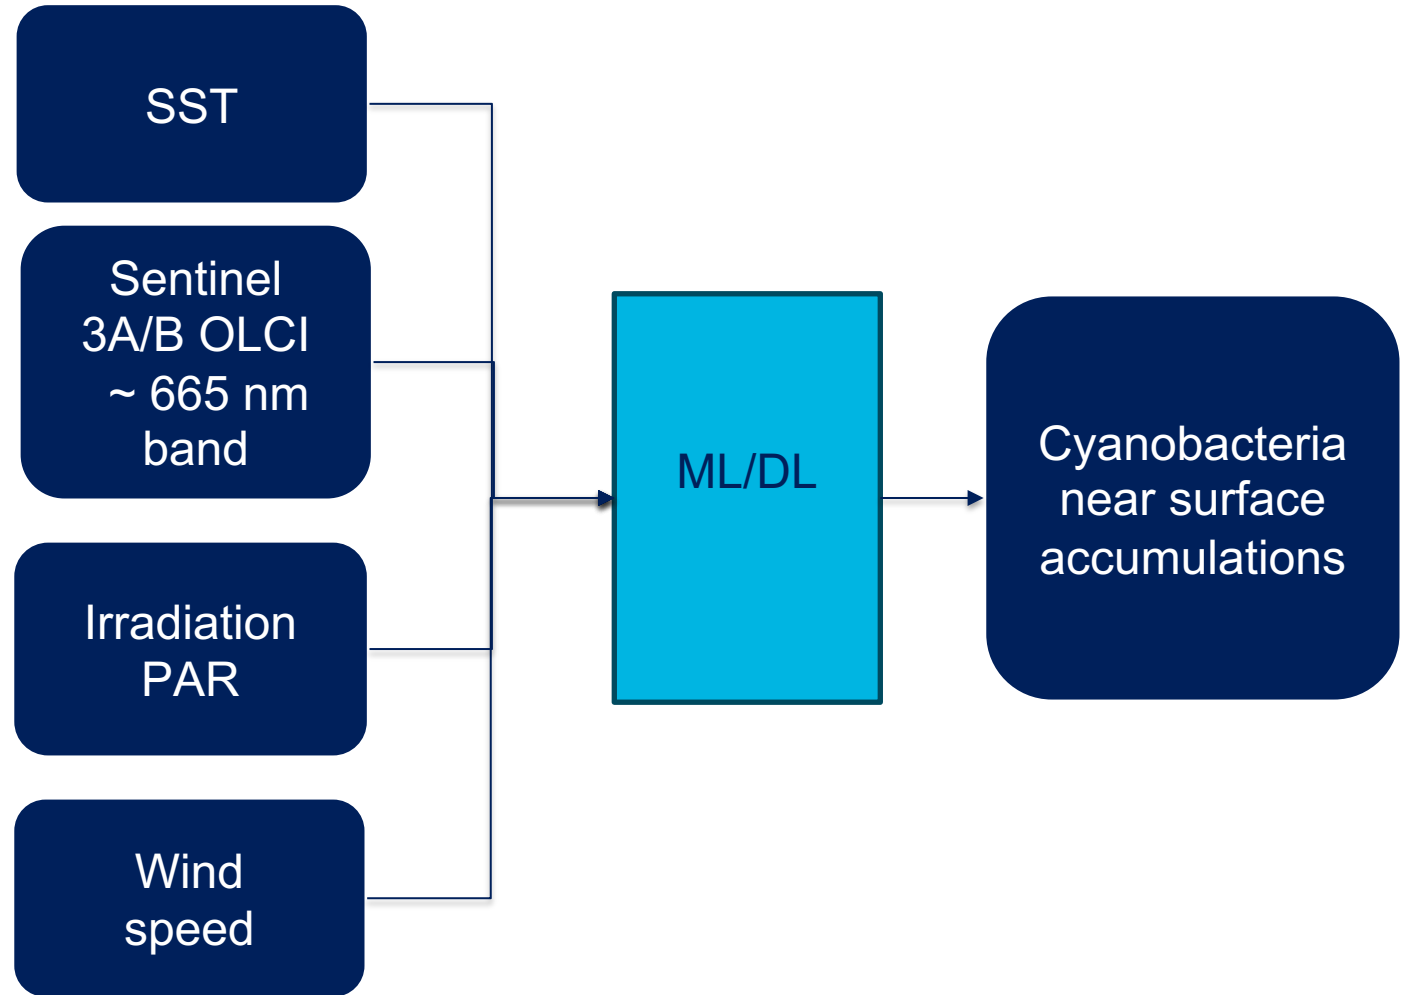 SST
Sentinel
3A/B OLCI
~ 665 nm
band
Irradiation
PAR
Wind
speed
ML/DL
Cyanobacteria
near surface
accumulations